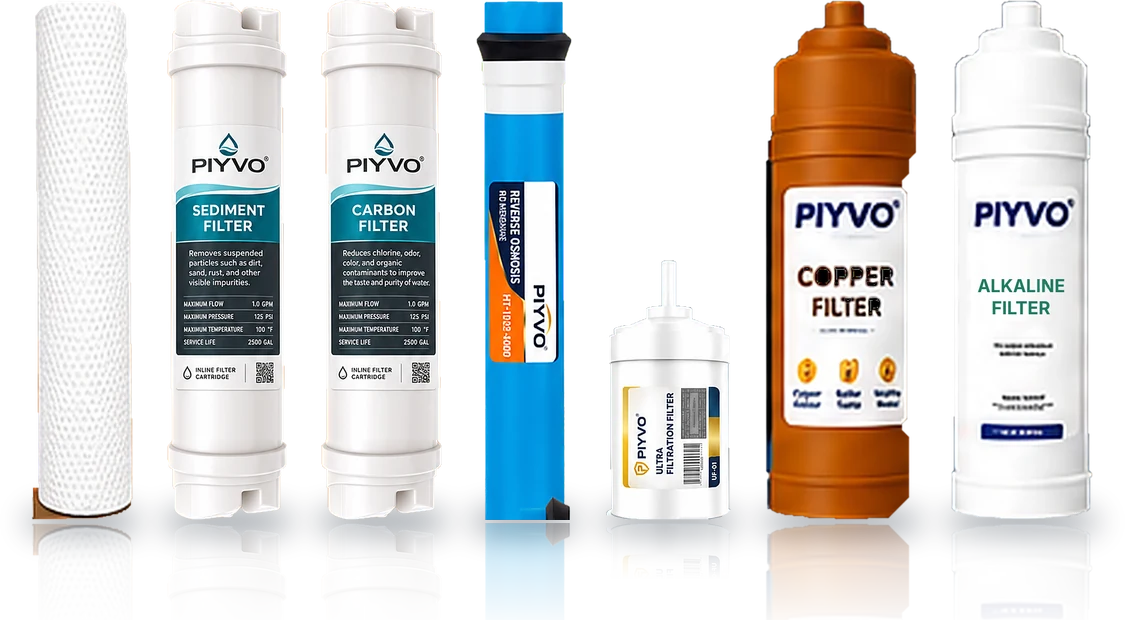 PIYVO®
SEDIMENT
FILTER
Removes suspended
particles such as dirt,
sand, rust, and other
visible impurities.
MAXIMUM FLOW 1.0 GPM
MAXIMUM PRESSURE 125 PSI
MAXIMUM TEMPERATURE 100 °F
SERVICE LIFE 2500 GAL
INLINE FILTER
CARTRIDGE
PIYVO®
CARBON
FILTER
Reduces chlorine, odor,
color, and organic
contaminants to improve
the taste and purity of water.
MAXIMUM FLOW 1.0 GPM
MAXIMUM PRESSURE 125 PSI
MAXIMUM TEMPERATURE 100 °F
SERVICE LIFE 2500 GAL
INLINE FILTER
CARTRIDGE
REVERSE OSMOSIS
RO MEMBRANE
PIYVO
PIYVO®
ULTRA
FILTRATION FILTER
UF-01
PIYVO®
COPPER
FILTER
PIYVO®
ALKALINE
FILTER